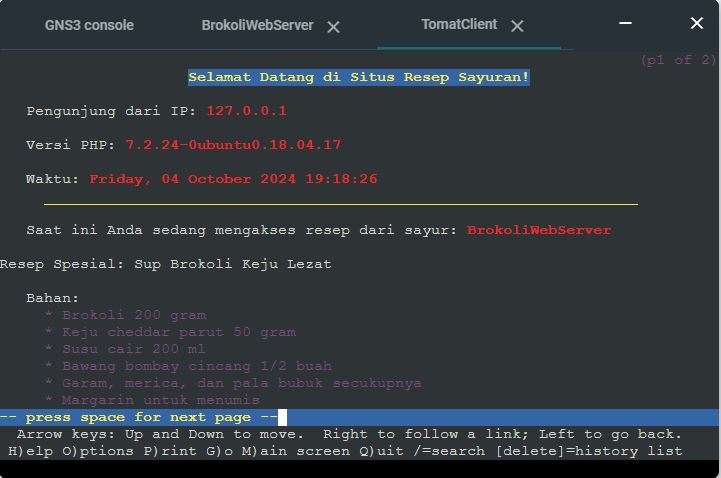 GNS3 console BrokoliWebServer TomatClient
(p1 of 2)
Selamat Datang di Situs Resep Sayuran!
Pengunjung dari IP: 127.0.0.1
Versi PHP: 7.2.24-0ubuntu0.18.04.17
Waktu: Friday, 04 October 2024 19:18:26
Saat ini Anda sedang mengakses resep dari sayur: BrokoliWebServer
Resep Spesial: Sup Brokoli Keju Lezat
Bahan:
* Brokoli 200 gram
* Keju cheddar parut 50 gram
* Susu cair 200 ml
* Bawang bombay cincang 1/2 buah
* Garam, merica, dan pala bubuk secukupnya
* Margarin untuk menumis
-- press space for next page --
Arrow keys: Up and Down to move.  Right to follow a link; Left to go back.
H)elp O)ptions P)rint G)o M)ain screen Q)uit /=search [delete]=history list